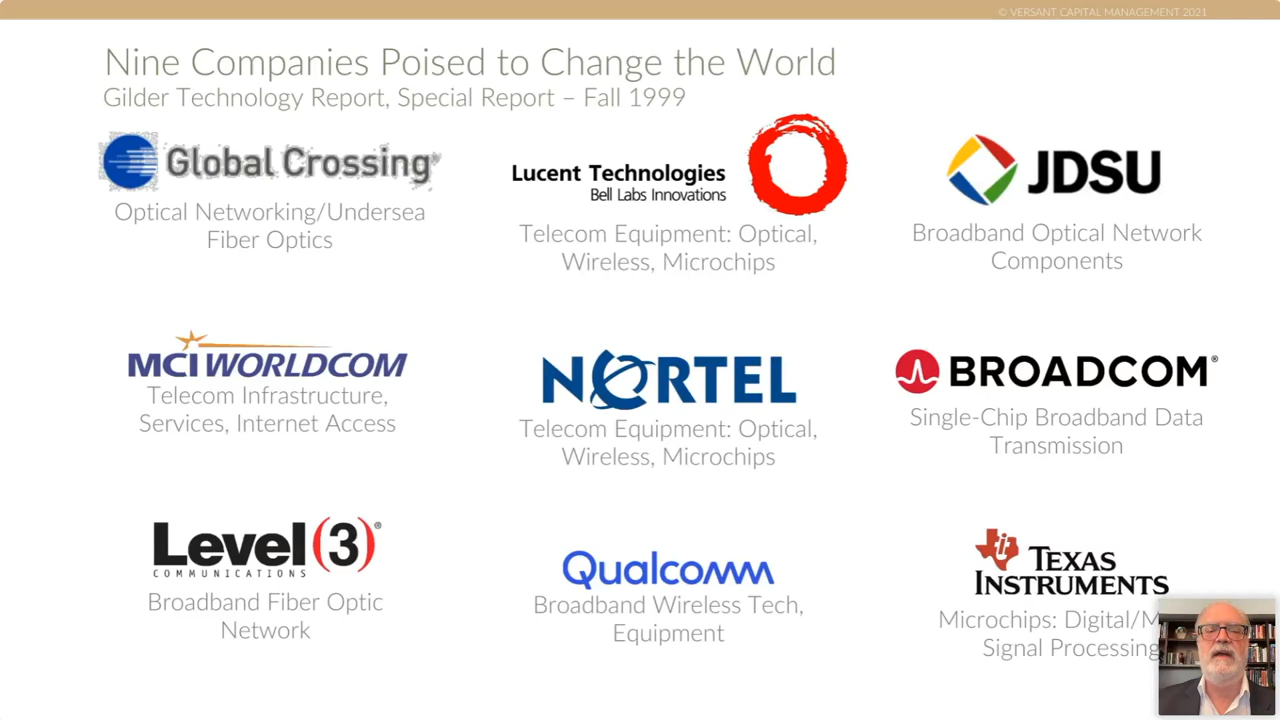 © VERSANT CAPITAL MANAGEMENT 2021
Nine Companies Poised to Change the World
Gilder Technology Report, Special Report – Fall 1999
Global Crossing®
Optical Networking/Undersea
Fiber Optics
Lucent Technologies
Bell Labs Innovations
Telecom Equipment: Optical,
Wireless, Microchips
JDSU
Broadband Optical Network
Components
MCI WORLDCOM
Telecom Infrastructure,
Services, Internet Access
NORTEL
Telecom Equipment: Optical,
Wireless, Microchips
BROADCOM®
Single-Chip Broadband Data
Transmission
Level(3)®
COMMUNICATIONS
Broadband Fiber Optic
Network
Qualcomm
Broadband Wireless Tech,
Equipment
TEXAS
INSTRUMENTS
Microchips: Digital/M
Signal Processing